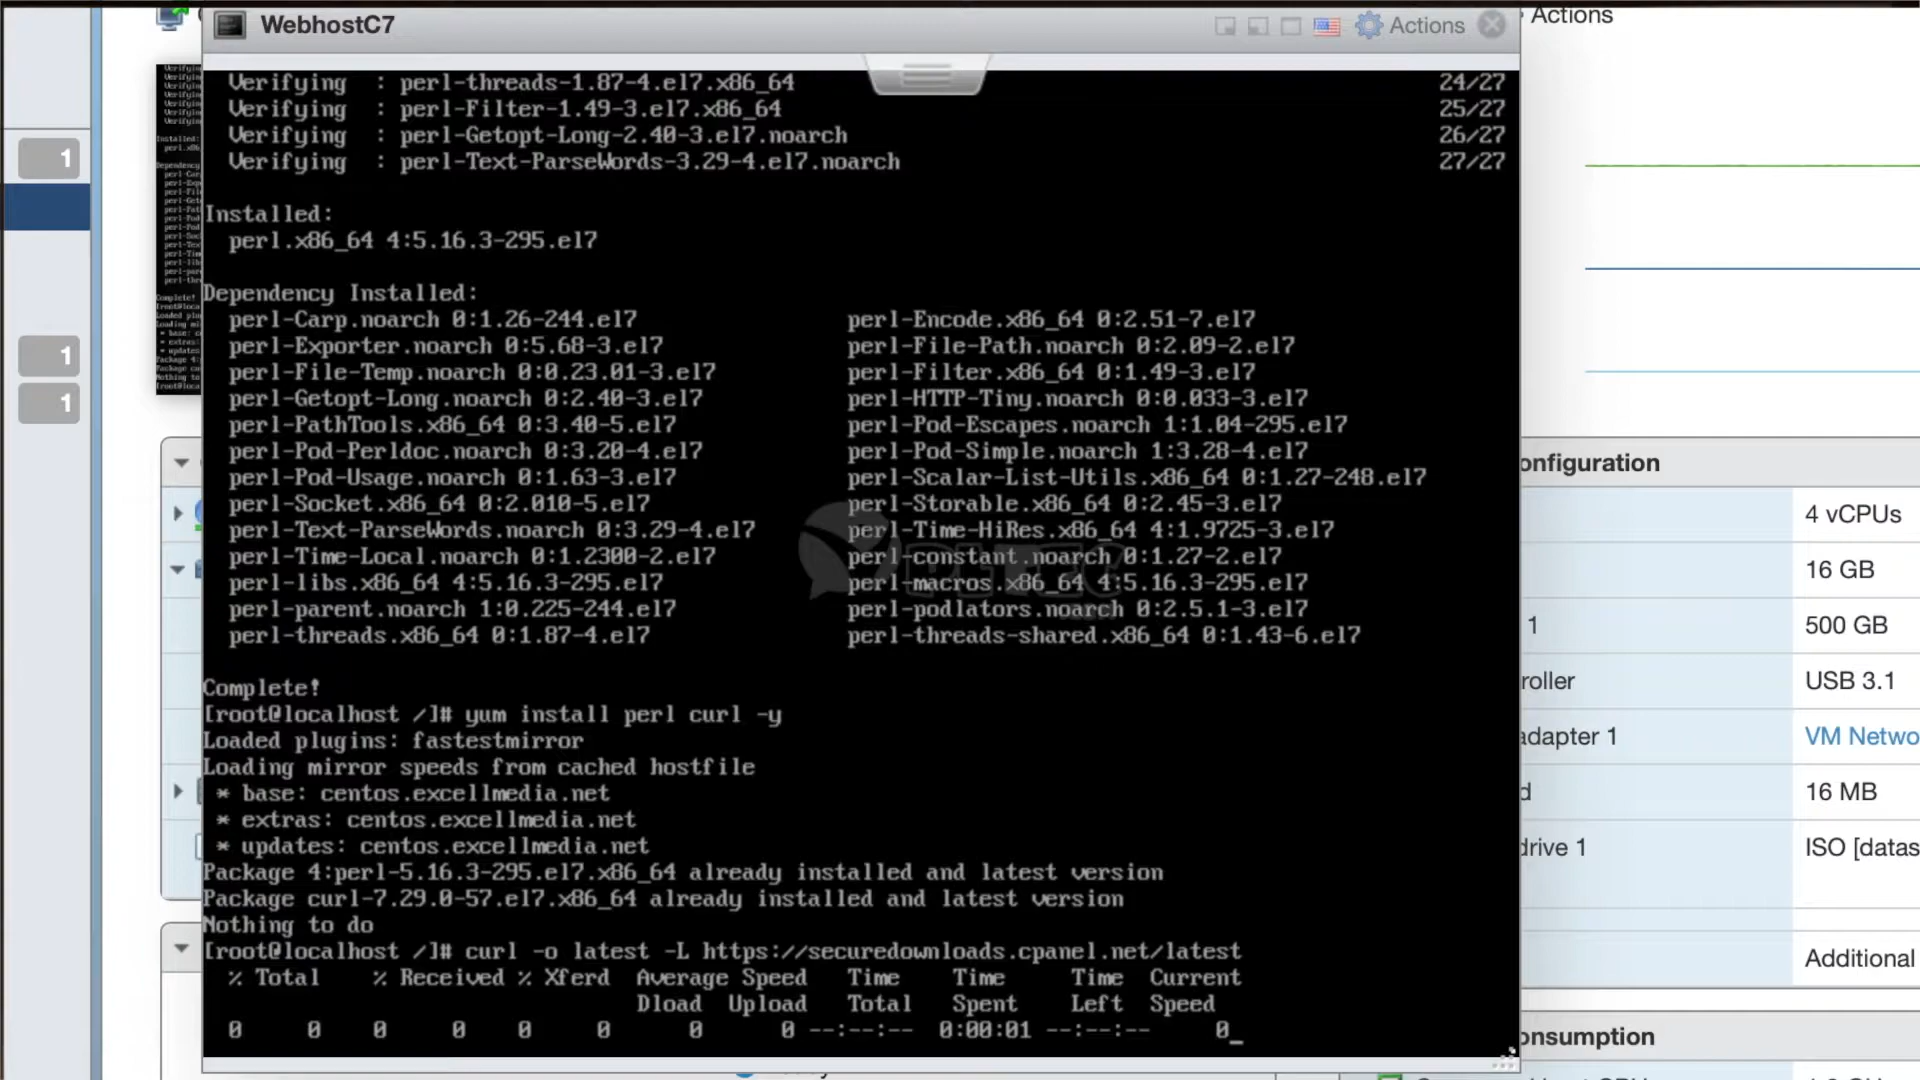 WebhostC7
Actions
Actions
Verifying : perl-threads-1.87-4.el7.x86_64 24/27
Verifying : perl-Filter-1.49-3.el7.x86_64 25/27
Verifying : perl-Getopt-Long-2.40-3.el7.noarch 26/27
Verifying : perl-Text-ParseWords-3.29-4.el7.noarch 27/27
1
Installed:
perl.x86_64 4:5.16.3-295.el7
Dependency Installed:
perl-Carp.noarch 0:1.26-244.el7 perl-Encode.x86_64 0:2.51-7.el7
perl-Exporter.noarch 0:5.68-3.el7 perl-File-Path.noarch 0:2.09-2.el7
1
perl-File-Temp.noarch 0:0.23.01-3.el7 perl-Filter.x86_64 0:1.49-3.el7
perl-Getopt-Long.noarch 0:2.40-3.el7 perl-HTTP-Tiny.noarch 0:0.033-3.el7
1
perl-PathTools.x86_64 0:3.40-5.el7 perl-Pod-Escapes.noarch 1:1.04-295.el7
perl-Pod-Perldoc.noarch 0:3.20-4.el7 perl-Pod-Simple.noarch 1:3.28-4.el7
perl-Pod-Usage.noarch 0:1.63-3.el7 perl-Scalar-List-Utils.x86_64 0:1.27-248.el7
perl-Socket.x86_64 0:2.010-5.el7 perl-Storable.x86_64 0:2.45-3.el7
perl-Text-ParseWords.noarch 0:3.29-4.el7 perl-Time-HiRes.x86_64 4:1.9725-3.el7
perl-Time-Local.noarch 0:1.2300-2.el7 perl-constant.noarch 0:1.27-2.el7
perl-libs.x86_64 4:5.16.3-295.el7 perl-macros.x86_64 4:5.16.3-295.el7
perl-parent.noarch 1:0.225-244.el7 perl-podlators.noarch 0:2.5.1-3.el7
perl-threads.x86_64 0:1.87-4.el7 perl-threads-shared.x86_64 0:1.43-6.el7
Complete!
[root@localhost /]# yum install perl curl -y
Loaded plugins: fastestmirror
Loading mirror speeds from cached hostfile
* base: centos.excellmedia.net
* extras: centos.excellmedia.net
* updates: centos.excellmedia.net
Package 4:perl-5.16.3-295.el7.x86_64 already installed and latest version
Package curl-7.29.0-57.el7.x86_64 already installed and latest version
Nothing to do
[root@localhost /]# curl -o latest -L https://securedownloads.cpanel.net/latest
% Total % Received % Xferd Average Speed Time Time Time Current
Dload Upload Total Spent Left Speed
0 0 0 0 0 0 0 0 --:--:-- 0:00:01 --:--:-- 0_
onfiguration
4 vCPUs
16 GB
1 500 GB
roller USB 3.1
adapter 1 VM Netwo
d 16 MB
drive 1 ISO [datas
Additional
onsumption